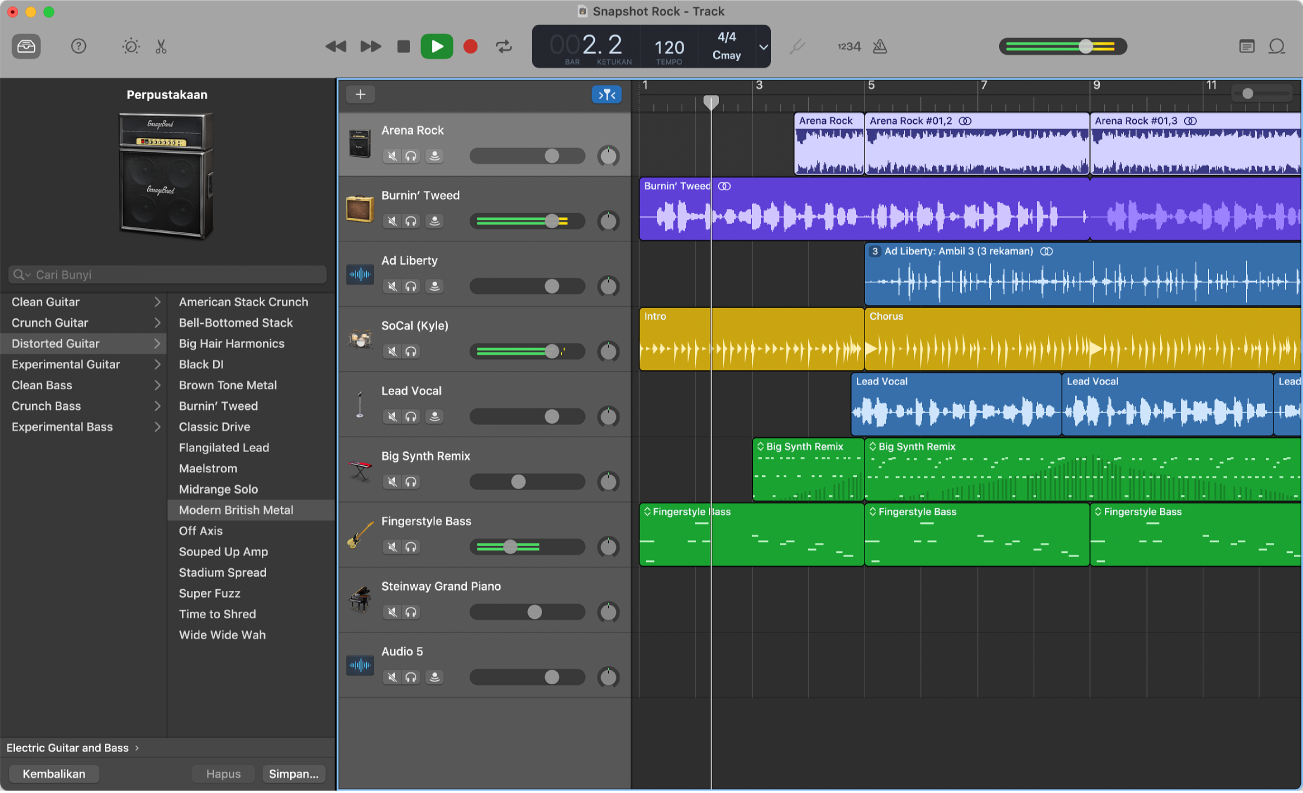 Snapshot Rock - Track
002.2
BAR
KETUKAN
120
TEMPO
4/4
Cmay
1234
Perpustakaan
GarageBand
GarageBand
Cari Bunyi
Clean Guitar
Crunch Guitar
Distorted Guitar
Experimental Guitar
Clean Bass
Crunch Bass
Experimental Bass
American Stack Crunch
Bell-Bottomed Stack
Big Hair Harmonics
Black DI
Brown Tone Metal
Burnin’ Tweed
Classic Drive
Flangilated Lead
Maelstrom
Midrange Solo
Modern British Metal
Off Axis
Souped Up Amp
Stadium Spread
Super Fuzz
Time to Shred
Wide Wide Wah
Electric Guitar and Bass
Kembalikan
Hapus
Simpan...
Arena Rock
Burnin’ Tweed
Ad Liberty
SoCal (Kyle)
Lead Vocal
Big Synth Remix
Fingerstyle Bass
Steinway Grand Piano
Audio 5
1 3 5 7 9 11
Arena Rock Arena Rock #01,2 Arena Rock #01,3
Burnin’ Tweed
3 Ad Liberty: Ambil 3 (3 rekaman)
Intro Chorus
Lead Vocal Lead Vocal Lead
Big Synth Remix Big Synth Remix
Fingerstyle Bass Fingerstyle Bass Fingerstyle Bass